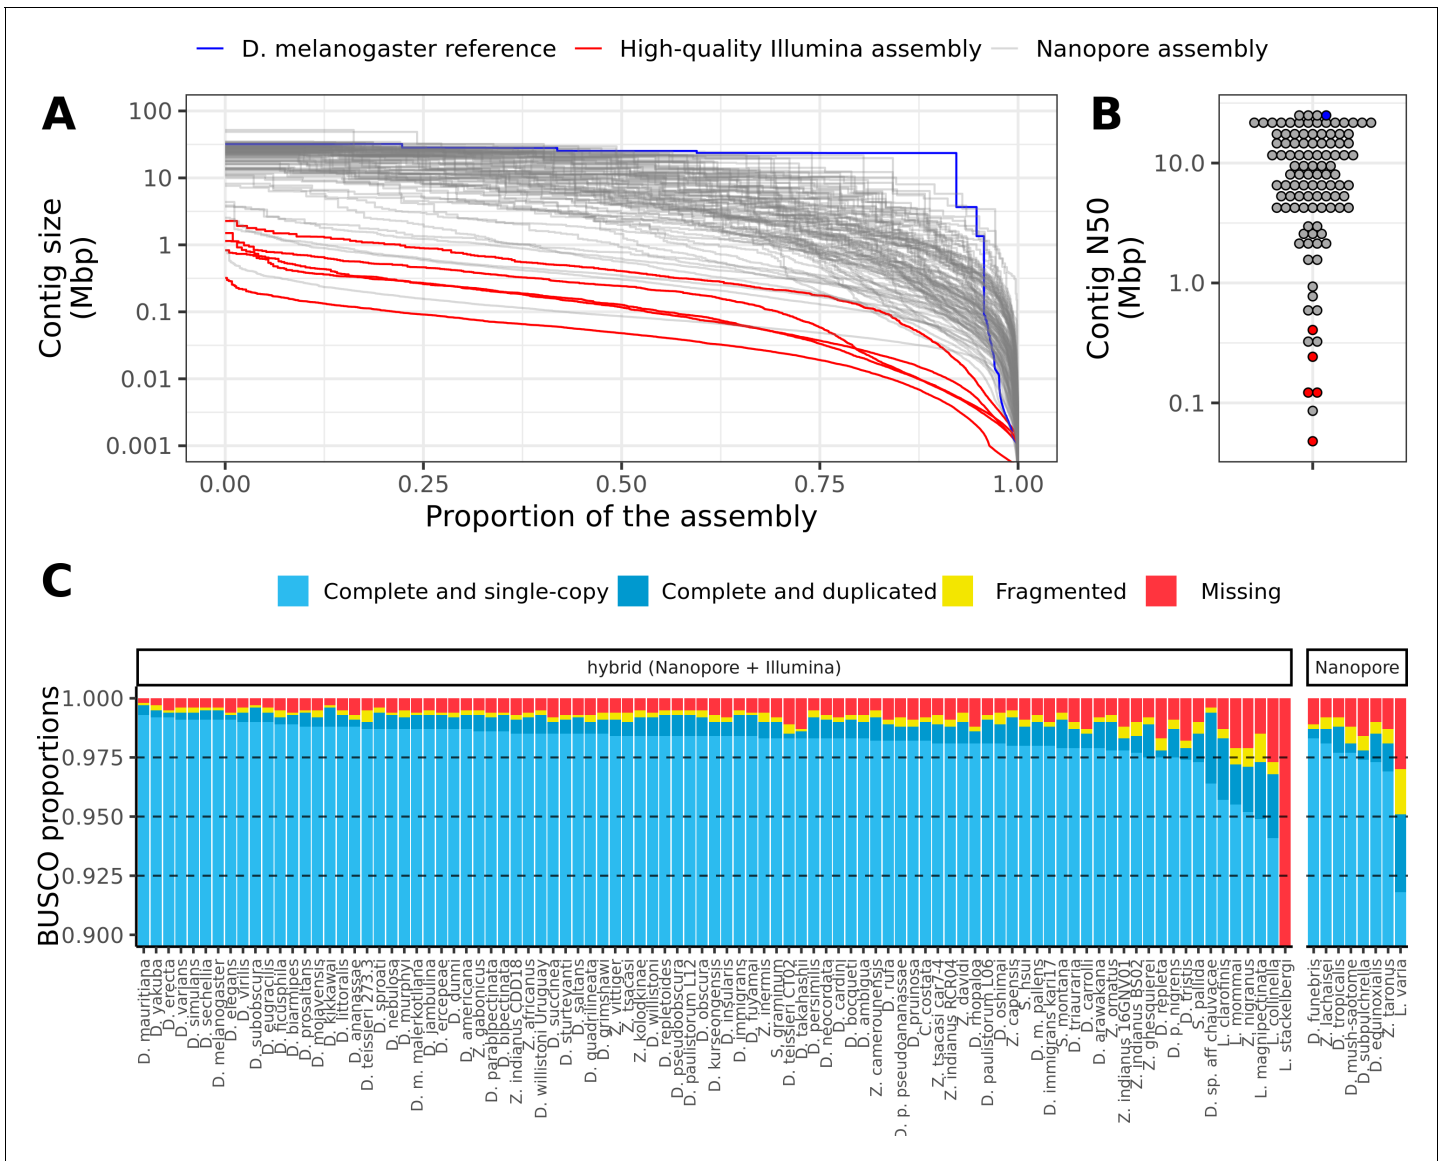 D. melanogaster reference High-quality Illumina assembly Nanopore assembly
A
B
100
10
1
0.1
0.01
0.001
Contig size
(Mbp)
0.00 0.25 0.50 0.75 1.00
Proportion of the assembly
10.0
1.0
0.1
Contig N50
(Mbp)
C
Complete and single-copy Complete and duplicated Fragmented Missing
hybrid (Nanopore + Illumina)
Nanopore
BUSCO proportions
1.000
0.975
0.950
0.925
0.900
D. mauritiana
D. yakuba
D. erecta
D. varians
D. simulans
D. sechellia
D. melanogaster
D. elegans
D. virilis
D. subobscura
D. eugracilis
D. ficusphila
D. biarmipes
D. prosaltans
D. mojavensis
D. kikkawai
D. littoralis
D. ananassae
D. teissieri 273.3
D. suroati
D. nebulosa
D. murphyi
D. m. malerkotliana
D. jambulina
D. ercepeae
D. dunni
D. americana
Z. gabonicus
D. parabipectinata
D. bipectinata
Z. indianus CDD18
Z. africanus
D. willistoni Uruguay
D. succinea
D. sturtevanti
D. saltans
D. quadrilineata
D. grimshawi
Z. vittiger
Z. tsacasi
Z. kolodkinae
D. willistoni
D. repletoides
D. pseudoobscura
D. paulistorum L12
D. obscura
D. kurseongensis
D. insularis
D. immigrans
D. fuyamai
Z. inermis
S. graminum
D. teissieri CT02
D. takahashii
D. persimilis
D. neocordata
D. cardini
D. bocqueti
D. ambigua
Z. camerounensis
D. rufa
D. p. pseudoananassae
D. pruinosa
C. costata
Z. tsacasi car7-4
Z. indianus RCR04
Z. davidi
D. rhopaloa
D. paulistorum L06
D. oshimai
Z. capensis
S. hsui
D. m. pallens
D. immigrans kari17
S. montana
D. triauraria
D. carrolli
D. arawakana
Z. ornatus
Z. indianus 16GNV01
Z. indianus BS02
Z. ghesquierei
D. repleta
D. p. nigrens
D. tristis
S. pallida
D. sp. aff chauvacae
L. clarofinis
L. mommai
Z. nigranus
L. magnipectinata
L. collinella
L. stackelbergi
D. funebris
Z. lachaisei
D. tropicalis
D. mush-saotome
D. subpulchrella
D. equinoxialis
Z. taronus
L. varia